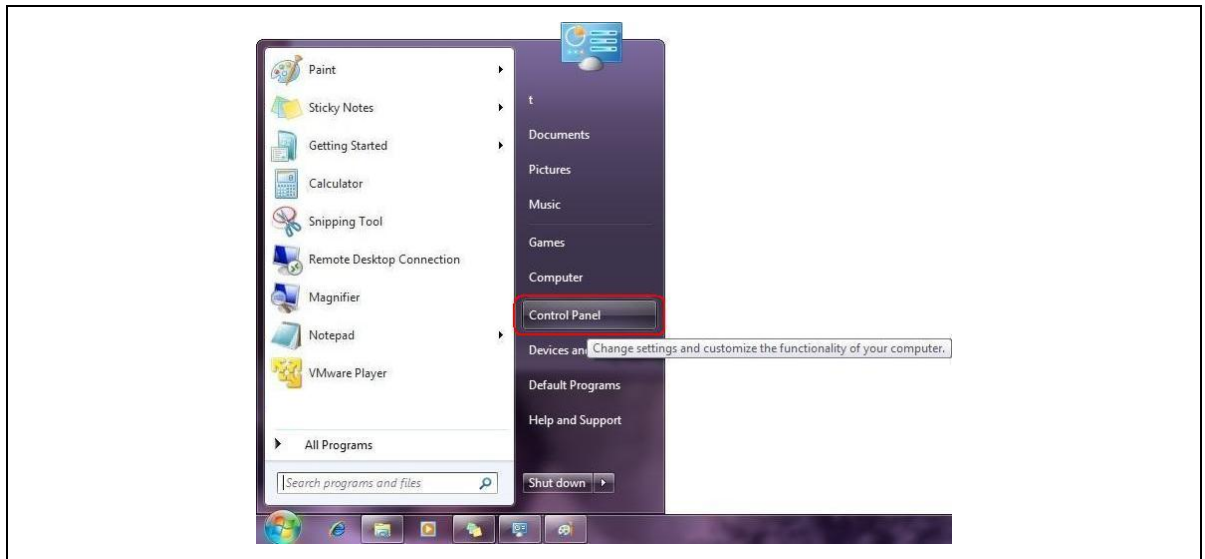 Paint
Sticky Notes
Getting Started
Calculator
Snipping Tool
Remote Desktop Connection
Magnifier
Notepad
VMware Player
All Programs
Search programs and files
t
Documents
Pictures
Music
Games
Computer
Control Panel
Devices an
Change settings and customize the functionality of your computer.
Default Programs
Help and Support
Shut down